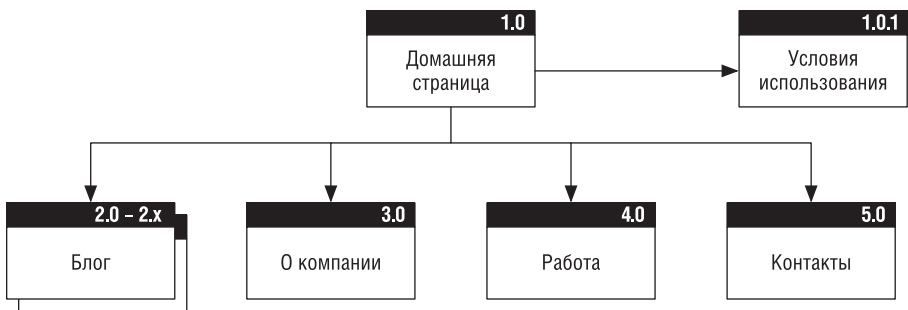 1.0
Домашняя
страница
1.0.1
Условия
использования
2.0 – 2.x
Блог
3.0
О компании
4.0
Работа
5.0
Контакты